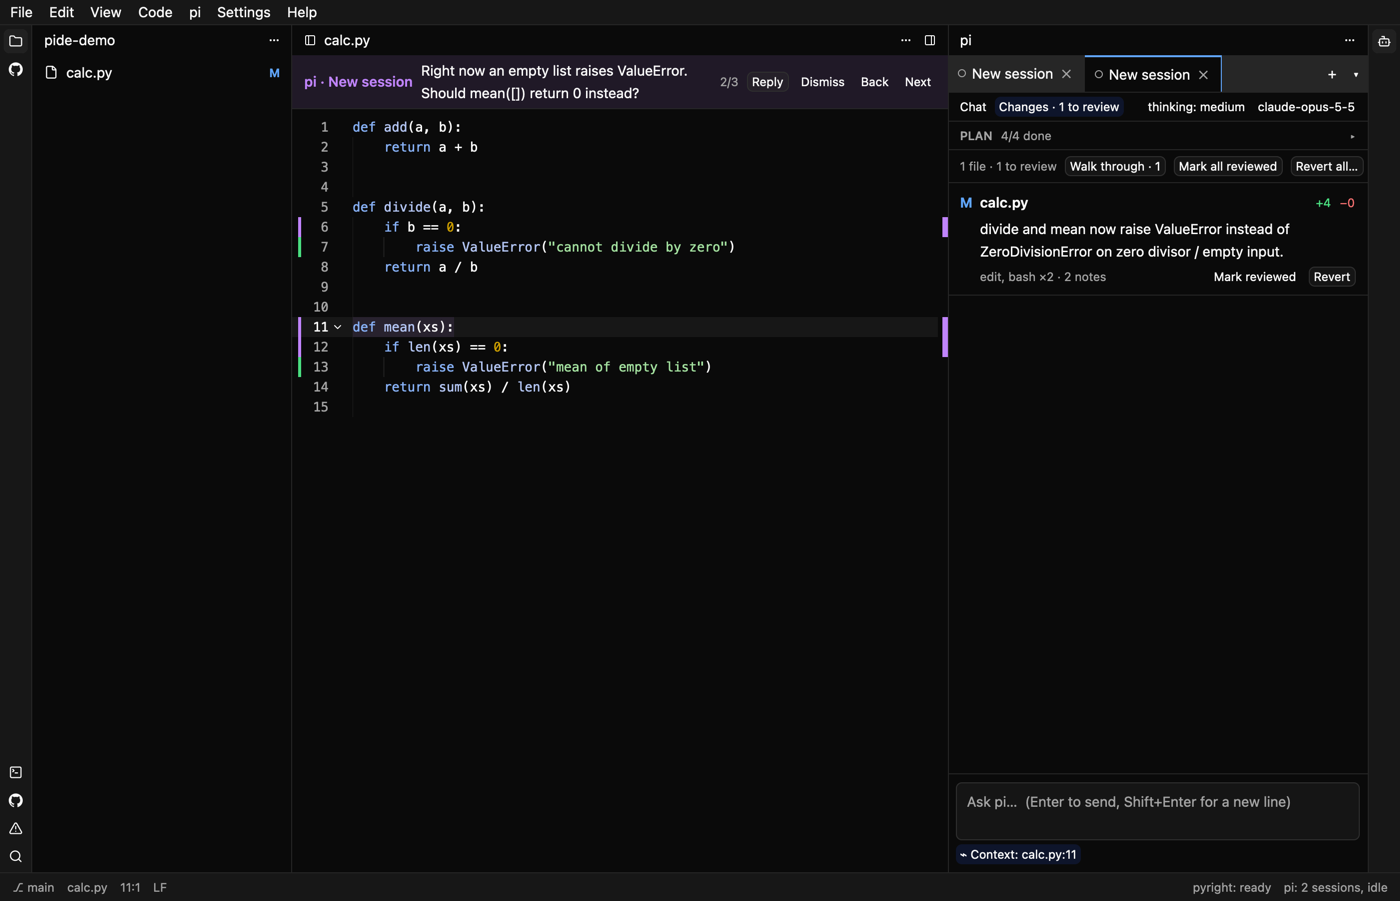 File Edit View Code pi Settings Help
pide-demo ···
calc.py M
calc.py ···
pi · New session
Right now an empty list raises ValueError.
Should mean([]) return 0 instead?
2/3 Reply Dismiss Back Next
1 def add(a, b):
2     return a + b
3
4
5 def divide(a, b):
6     if b == 0:
7         raise ValueError("cannot divide by zero")
8     return a / b
9
10
11 def mean(xs):
12     if len(xs) == 0:
13         raise ValueError("mean of empty list")
14     return sum(xs) / len(xs)
15
pi ···
New session × New session × +
Chat Changes · 1 to review thinking: medium claude-opus-5-5
PLAN 4/4 done
1 file · 1 to review Walk through · 1 Mark all reviewed Revert all...
M calc.py +4 −0
divide and mean now raise ValueError instead of
ZeroDivisionError on zero divisor / empty input.
edit, bash ×2 · 2 notes Mark reviewed Revert
Ask pi... (Enter to send, Shift+Enter for a new line)
Context: calc.py:11
main calc.py 11:1 LF
pyright: ready pi: 2 sessions, idle